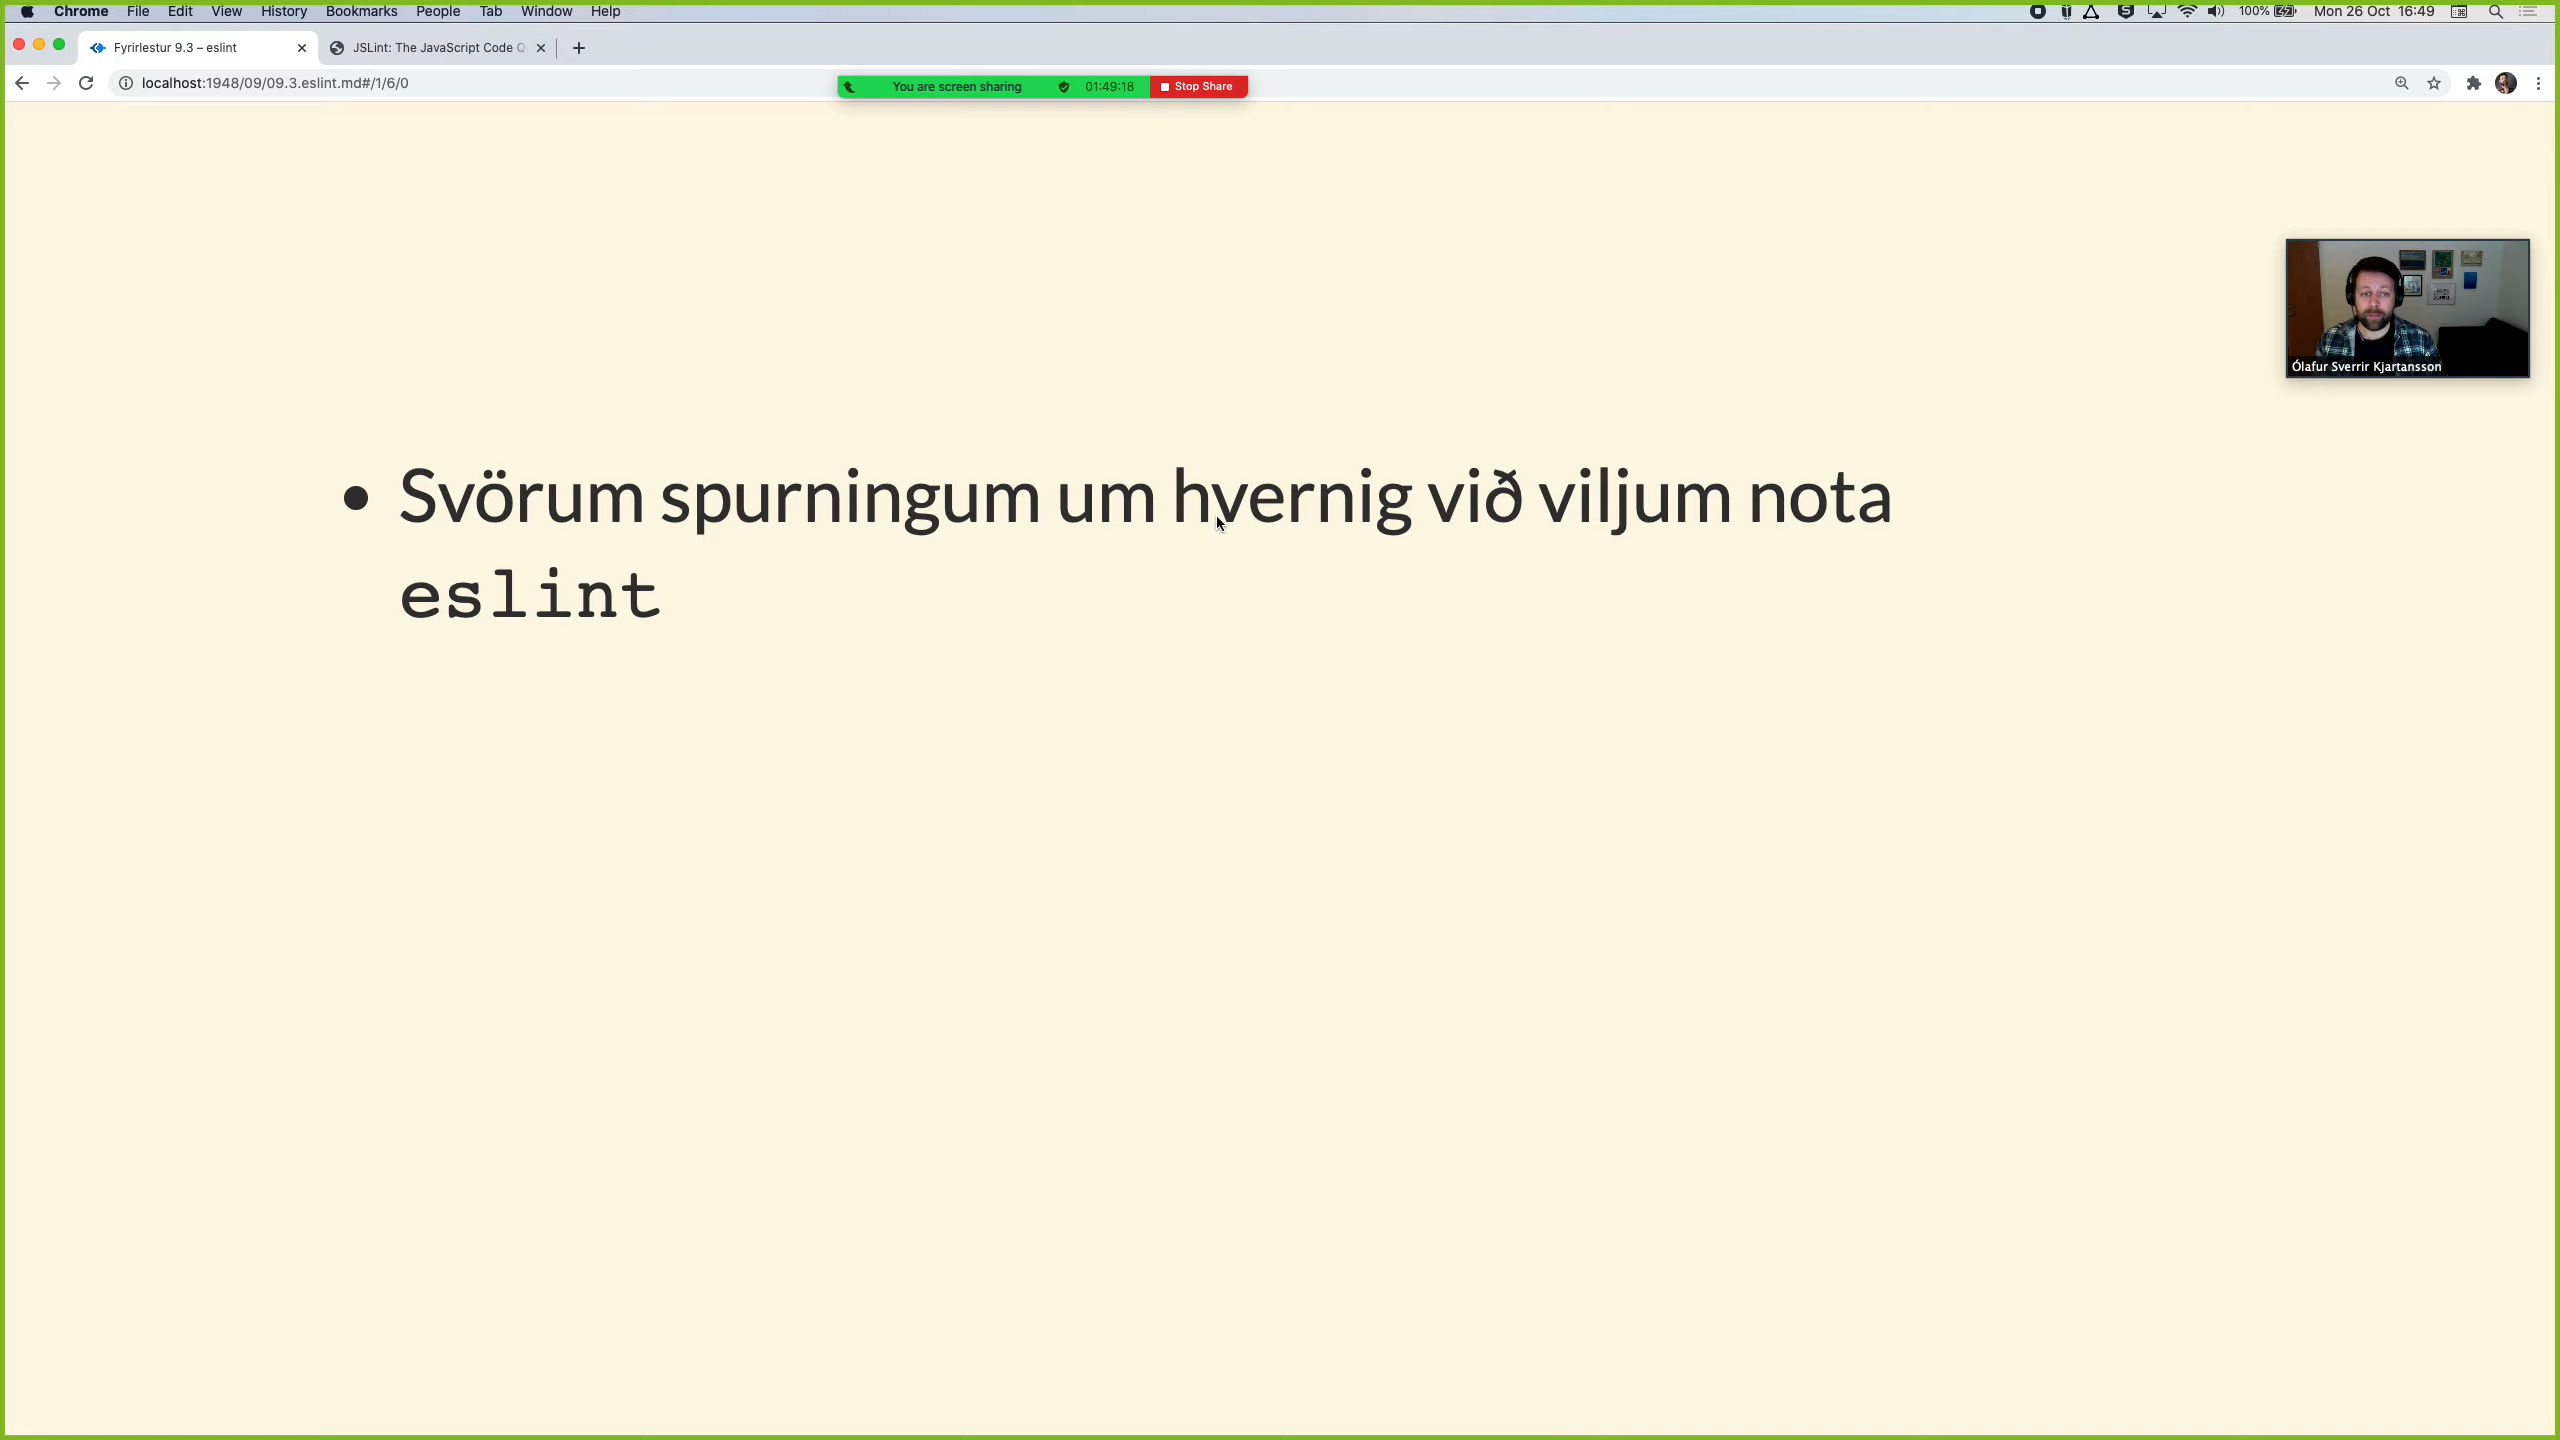 Chrome File Edit View History Bookmarks People Tab Window Help
100% Mon 26 Oct 16:49
Fyrirlestur 9.3 – eslint
JSLint: The JavaScript Code Q
localhost:1948/09/09.3.eslint.md#/1/6/0
You are screen sharing 01:49:18 Stop Share
Ólafur Sverrir Kjartansson
• Svörum spurningum um hvernig við viljum nota
eslint